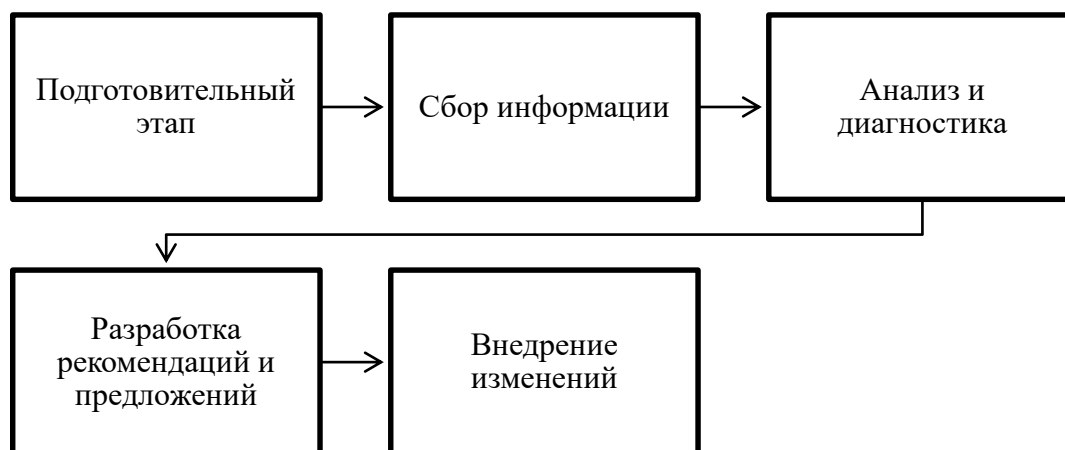 Подготовительный
этап
Сбор информации
Анализ и
диагностика
Разработка
рекомендаций и
предложений
Внедрение
изменений